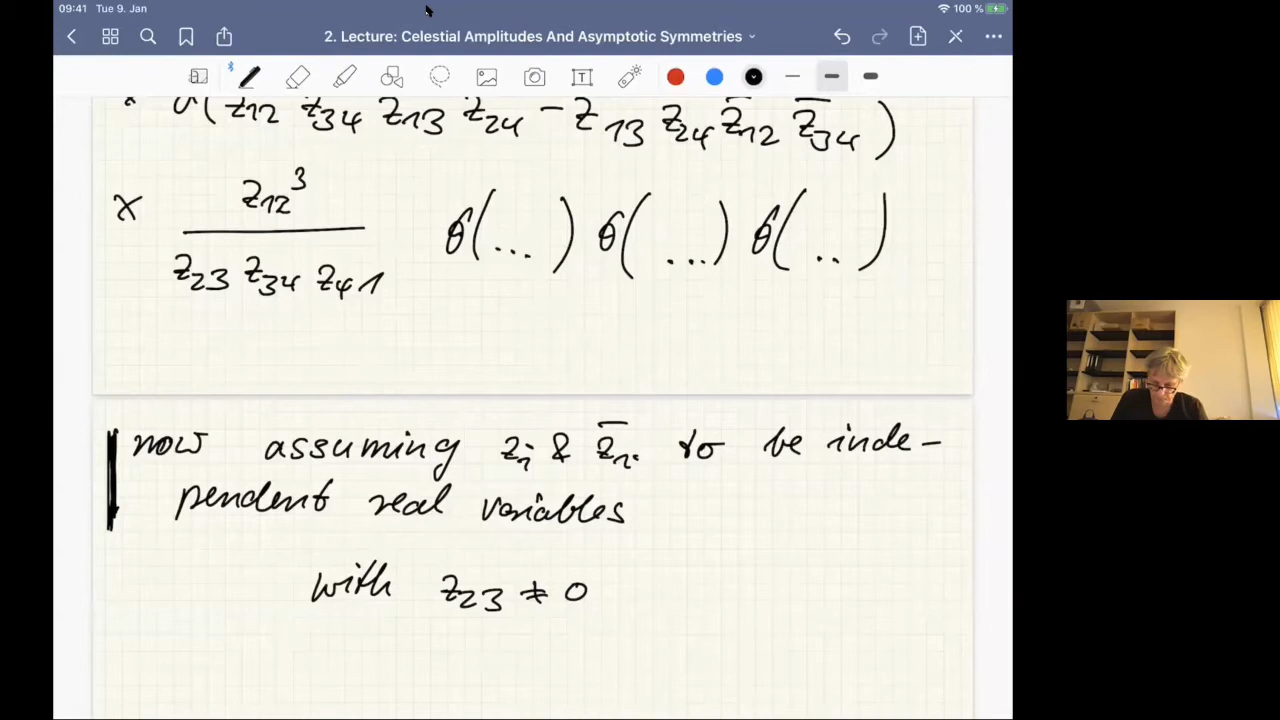 09:41 Tue 9. Jan
100 %
2. Lecture: Celestial Amplitudes And Asymptotic Symmetries
( z12 z̅34 z13 z24 − z13 z24 z̅12 z̅34 )
× z12³
z23 z34 z41
θ(...) θ(...) θ(..)
now assuming zi & z̅i to be inde-
pendent real variables
with z23 ≠ 0